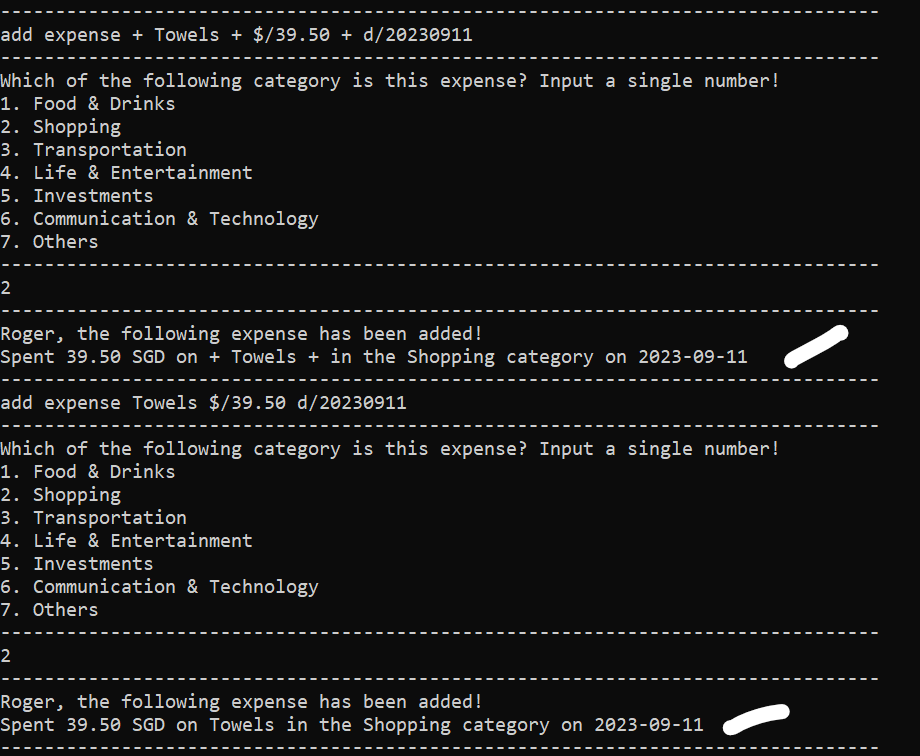 --------------------------------------------------------------------------------
add expense + Towels + $/39.50 + d/20230911
--------------------------------------------------------------------------------
Which of the following category is this expense? Input a single number!
1. Food & Drinks
2. Shopping
3. Transportation
4. Life & Entertainment
5. Investments
6. Communication & Technology
7. Others
--------------------------------------------------------------------------------
2
--------------------------------------------------------------------------------
Roger, the following expense has been added!
Spent 39.50 SGD on + Towels + in the Shopping category on 2023-09-11
--------------------------------------------------------------------------------
add expense Towels $/39.50 d/20230911
--------------------------------------------------------------------------------
Which of the following category is this expense? Input a single number!
1. Food & Drinks
2. Shopping
3. Transportation
4. Life & Entertainment
5. Investments
6. Communication & Technology
7. Others
--------------------------------------------------------------------------------
2
--------------------------------------------------------------------------------
Roger, the following expense has been added!
Spent 39.50 SGD on Towels in the Shopping category on 2023-09-11
--------------------------------------------------------------------------------